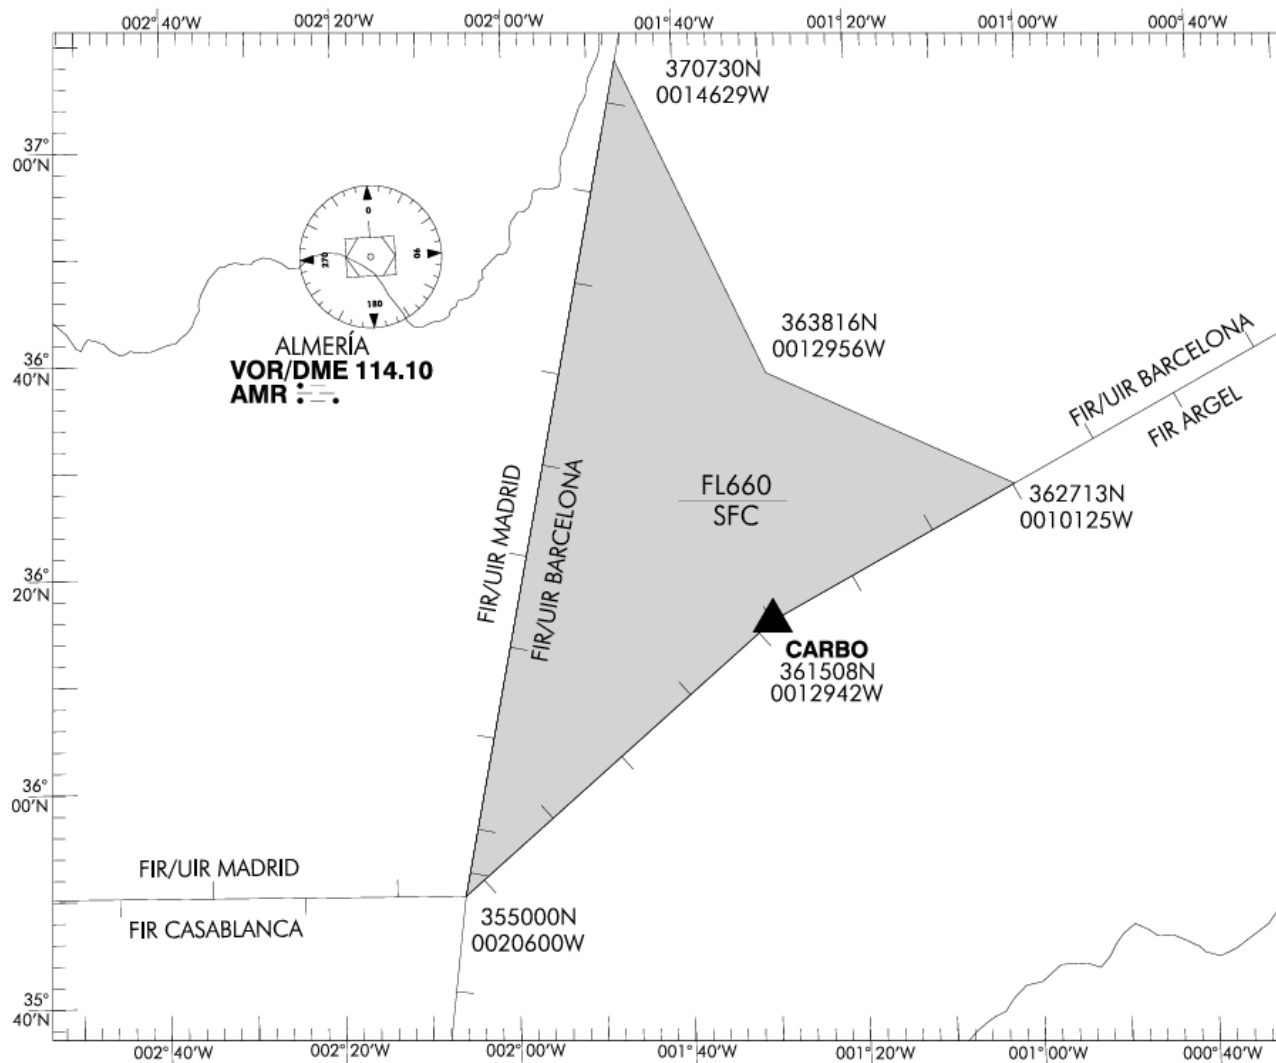 002°40'W 002°20'W 002°00'W 001°40'W 001°20'W 001°00'W 000°40'W
370730N
0014629W
37°
00'N
0
270
90
180
ALMERÍA
VOR/DME 114.10
AMR
363816N
0012956W
36°
40'N
FIR/UIR BARCELONA
FIR ARGEL
FIR/UIR MADRID
FIR/UIR BARCELONA
FL660
SFC
362713N
0010125W
36°
20'N
CARBO
361508N
0012942W
36°
00'N
FIR/UIR MADRID
FIR CASABLANCA
355000N
0020600W
35°
40'N
002°40'W 002°20'W 002°00'W 001°40'W 001°20'W 001°00'W 000°40'W